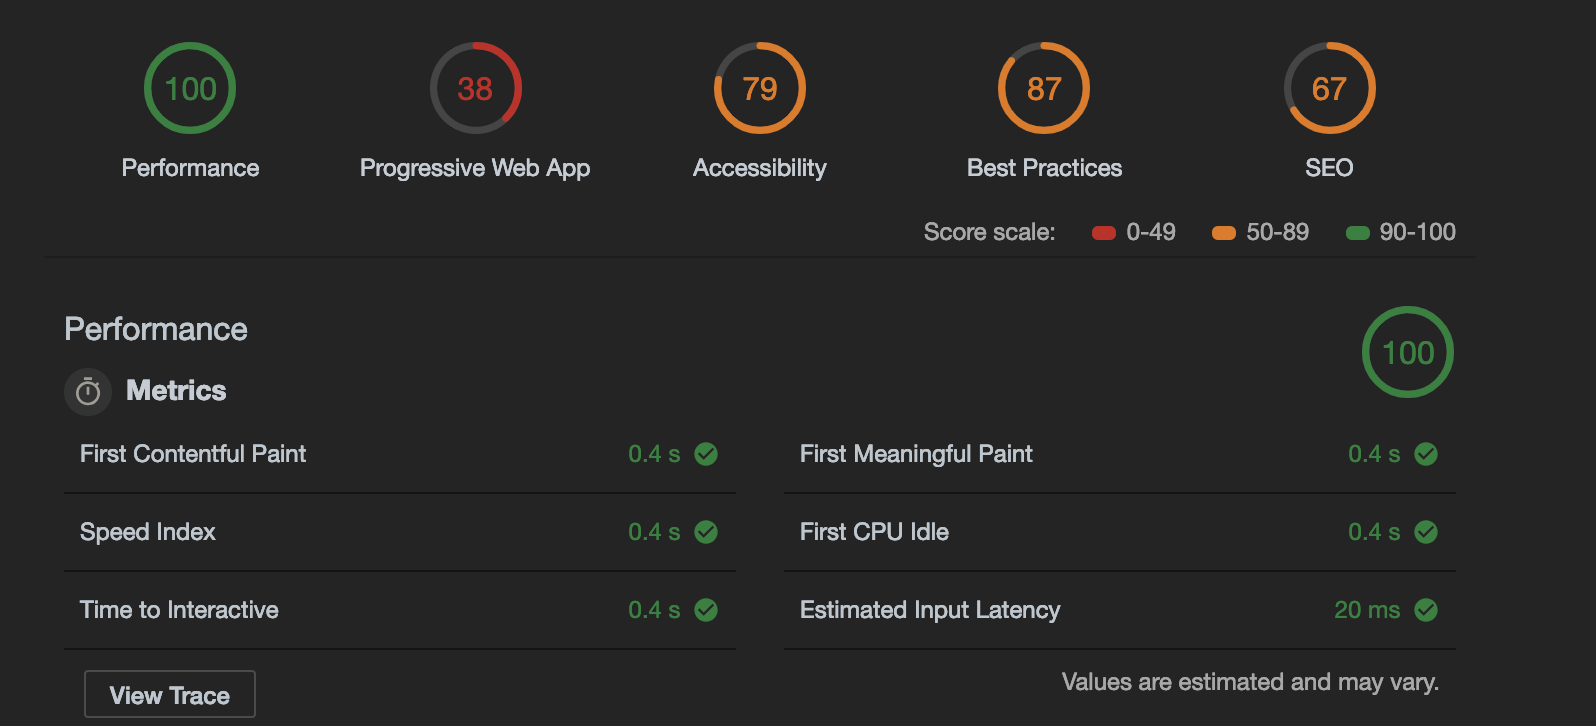 100 38 79 87 67
Performance Progressive Web App Accessibility Best Practices SEO
Score scale: 0-49 50-89 90-100
Performance
100
Metrics
First Contentful Paint 0.4 s
First Meaningful Paint 0.4 s
Speed Index 0.4 s
First CPU Idle 0.4 s
Time to Interactive 0.4 s
Estimated Input Latency 20 ms
View Trace
Values are estimated and may vary.